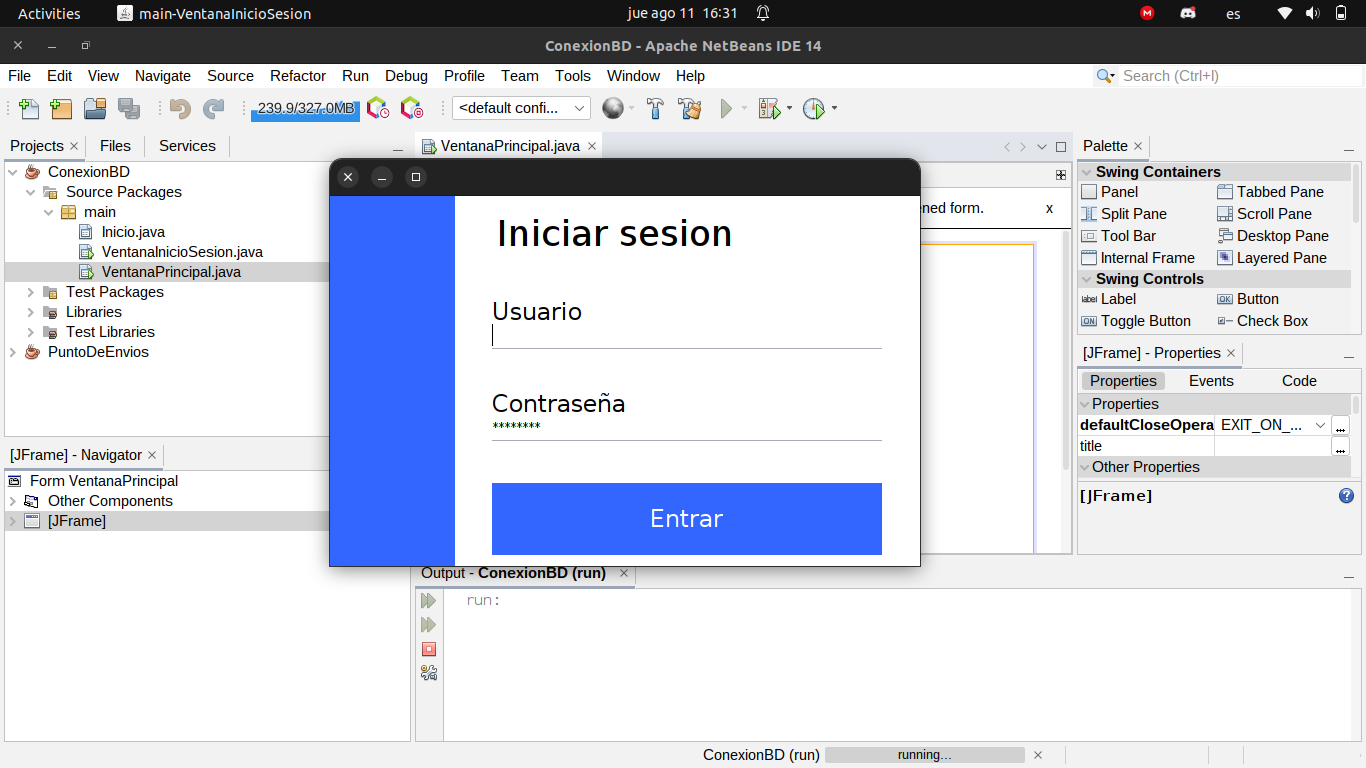 Activities main-VentanaInicioSesion jue ago 11 16:31 es
ConexionBD - Apache NetBeans IDE 14
File Edit View Navigate Source Refactor Run Debug Profile Team Tools Window Help Search (Ctrl+I)
239.9/327.0MB <default confi...
Projects Files Services
ConexionBD
Source Packages
main
Inicio.java
VentanaInicioSesion.java
VentanaPrincipal.java
Test Packages
Libraries
Test Libraries
PuntoDeEnvios
[JFrame] - Navigator
Form VentanaPrincipal
Other Components
[JFrame]
VentanaPrincipal.java
ened form. x
Iniciar sesion
Usuario
Contraseña
********
Entrar
Output - ConexionBD (run)
run:
Palette
Swing Containers
Panel Tabbed Pane
Split Pane Scroll Pane
Tool Bar Desktop Pane
Internal Frame Layered Pane
Swing Controls
label Label OK Button
ON Toggle Button Check Box
[JFrame] - Properties
Properties Events Code
Properties
defaultCloseOpera EXIT_ON_... ...
title ...
Other Properties
[JFrame] ?
ConexionBD (run) running...